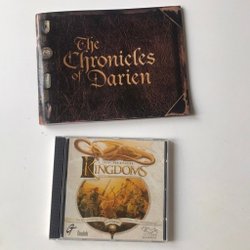 The
Chronicles
of Darien
KINGDOMS